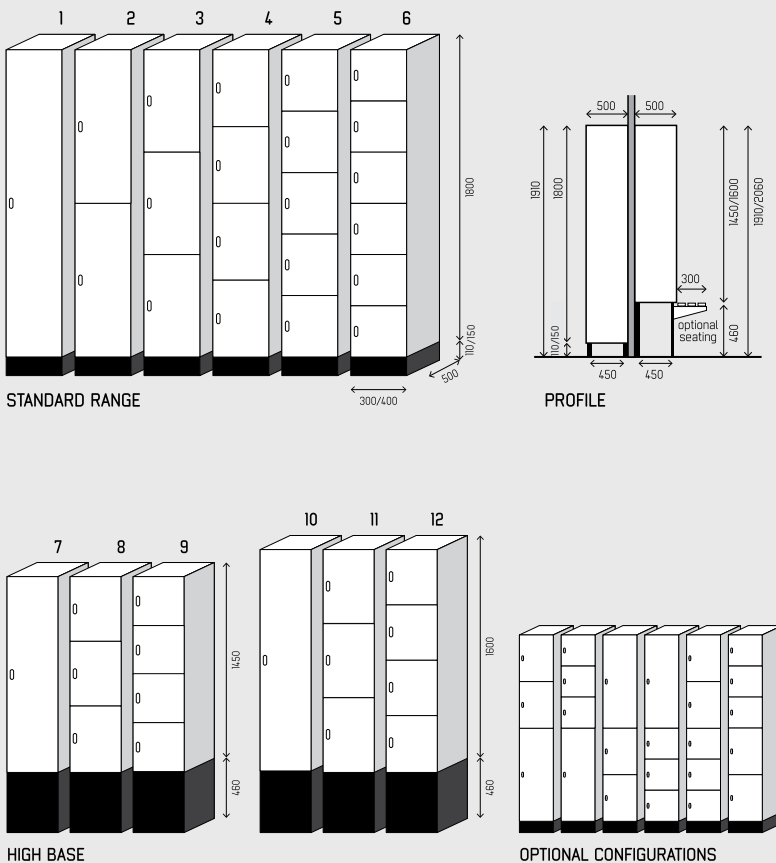 1 2 3 4 5 6
1800
110/150
500
300/400
STANDARD RANGE
500 500
1910
1800
110/150
1450/1600
1910/2060
300
optional
seating
460
450 450
PROFILE
7 8 9
1450
460
10 11 12
1600
460
HIGH BASE
OPTIONAL CONFIGURATIONS